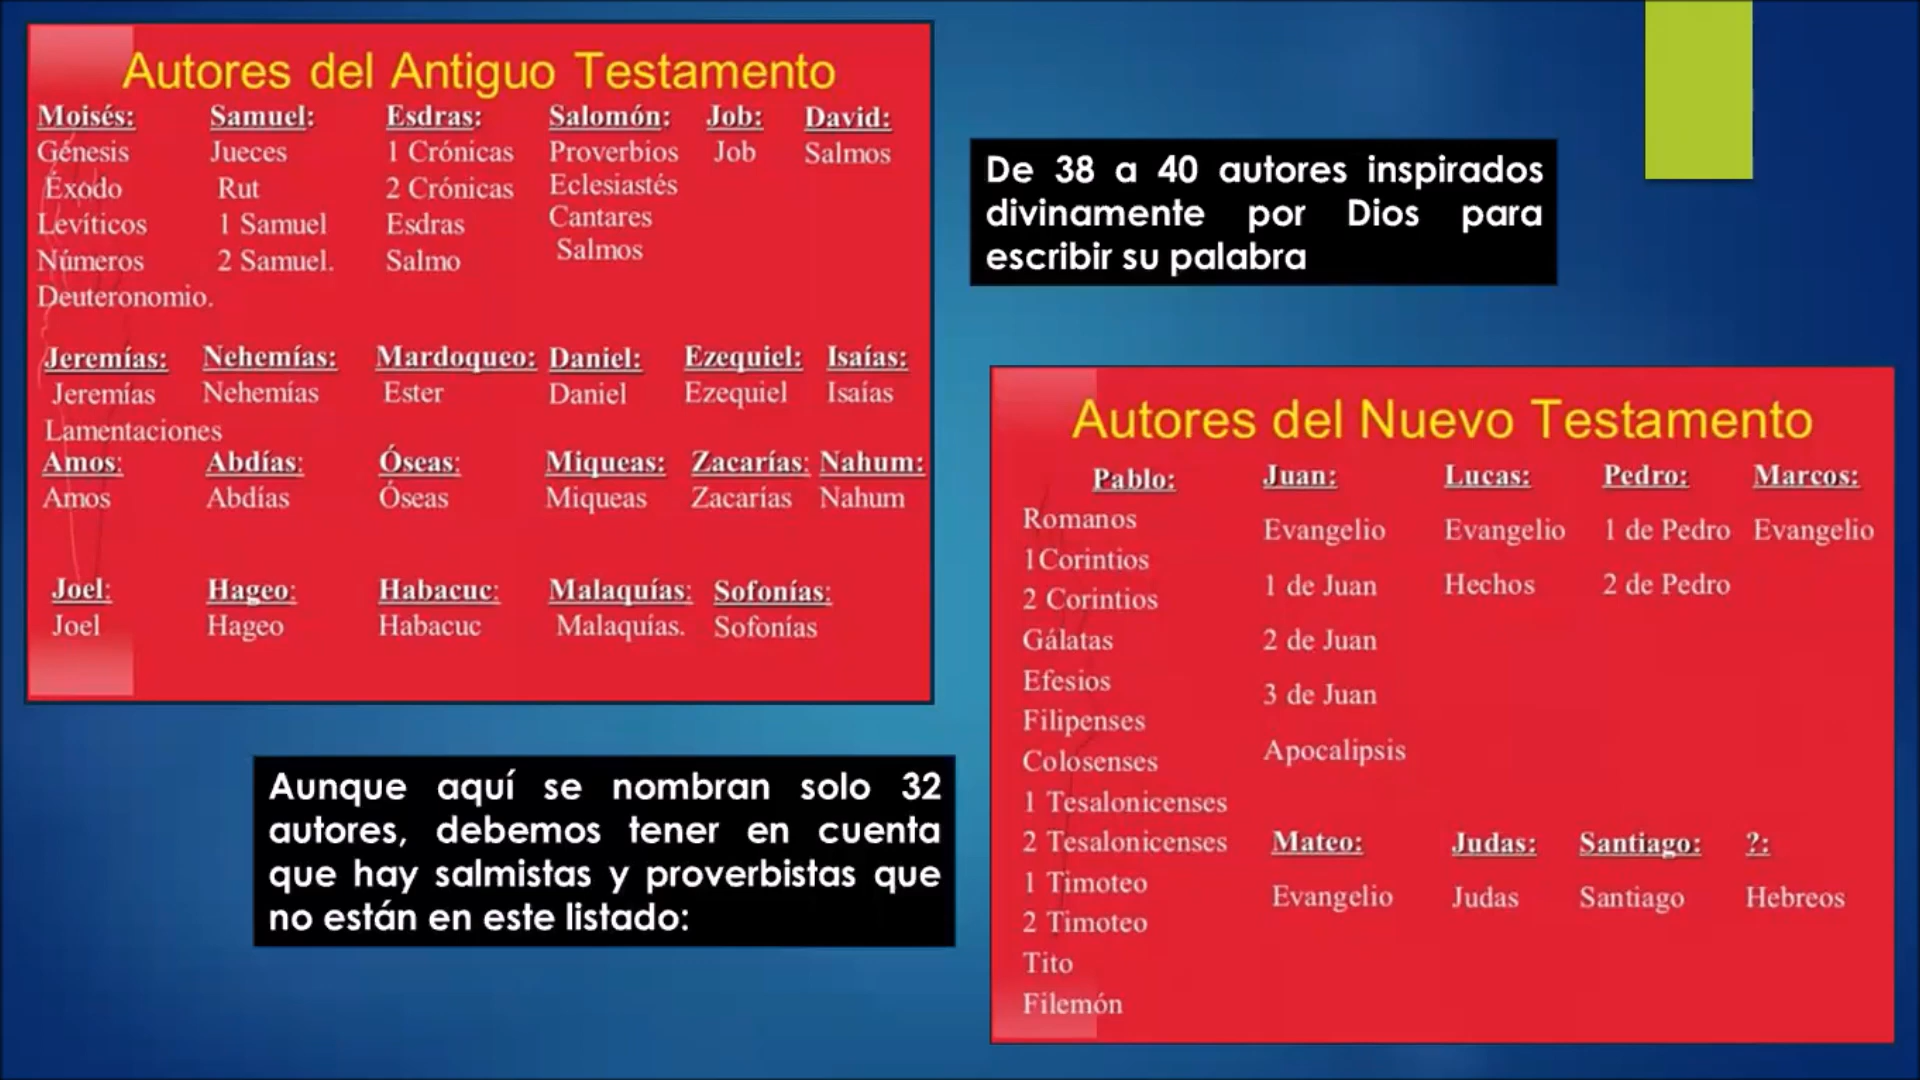 Autores del Antiguo Testamento
Moisés: Samuel: Esdras: Salomón: Job: David:
Génesis Jueces 1 Crónicas Proverbios Job Salmos
Éxodo Rut 2 Crónicas Eclesiastés
Levíticos 1 Samuel Esdras Cantares
Números 2 Samuel. Salmo Salmos
Deuteronomio.
Jeremías: Nehemías: Mardoqueo: Daniel: Ezequiel: Isaías:
Jeremías Nehemías Ester Daniel Ezequiel Isaías
Lamentaciones
Amos: Abdías: Óseas: Miqueas: Zacarías: Nahum:
Amos Abdías Óseas Miqueas Zacarías Nahum
Joel: Hageo: Habacuc: Malaquías: Sofonías:
Joel Hageo Habacuc Malaquías. Sofonías
De 38 a 40 autores inspirados
divinamente por Dios para
escribir su palabra
Aunque aquí se nombran solo 32
autores, debemos tener en cuenta
que hay salmistas y proverbistas que
no están en este listado:
Autores del Nuevo Testamento
Pablo: Juan: Lucas: Pedro: Marcos:
Romanos Evangelio Evangelio 1 de Pedro Evangelio
1Corintios 1 de Juan Hechos 2 de Pedro
2 Corintios
Gálatas 2 de Juan
Efesios 3 de Juan
Filipenses
Colosenses Apocalipsis
1 Tesalonicenses
2 Tesalonicenses Mateo: Judas: Santiago: ?:
1 Timoteo Evangelio Judas Santiago Hebreos
2 Timoteo
Tito
Filemón